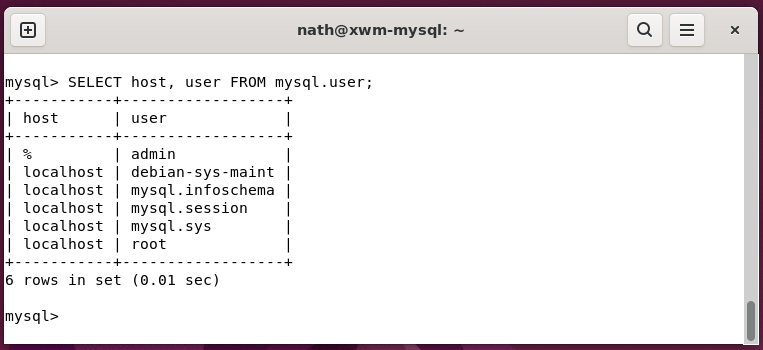 nath@xwm-mysql: ~
mysql> SELECT host, user FROM mysql.user;
+-----------+------------------+
| host      | user             |
+-----------+------------------+
| %         | admin            |
| localhost | debian-sys-maint |
| localhost | mysql.infoschema |
| localhost | mysql.session    |
| localhost | mysql.sys        |
| localhost | root             |
+-----------+------------------+
6 rows in set (0.01 sec)
mysql>